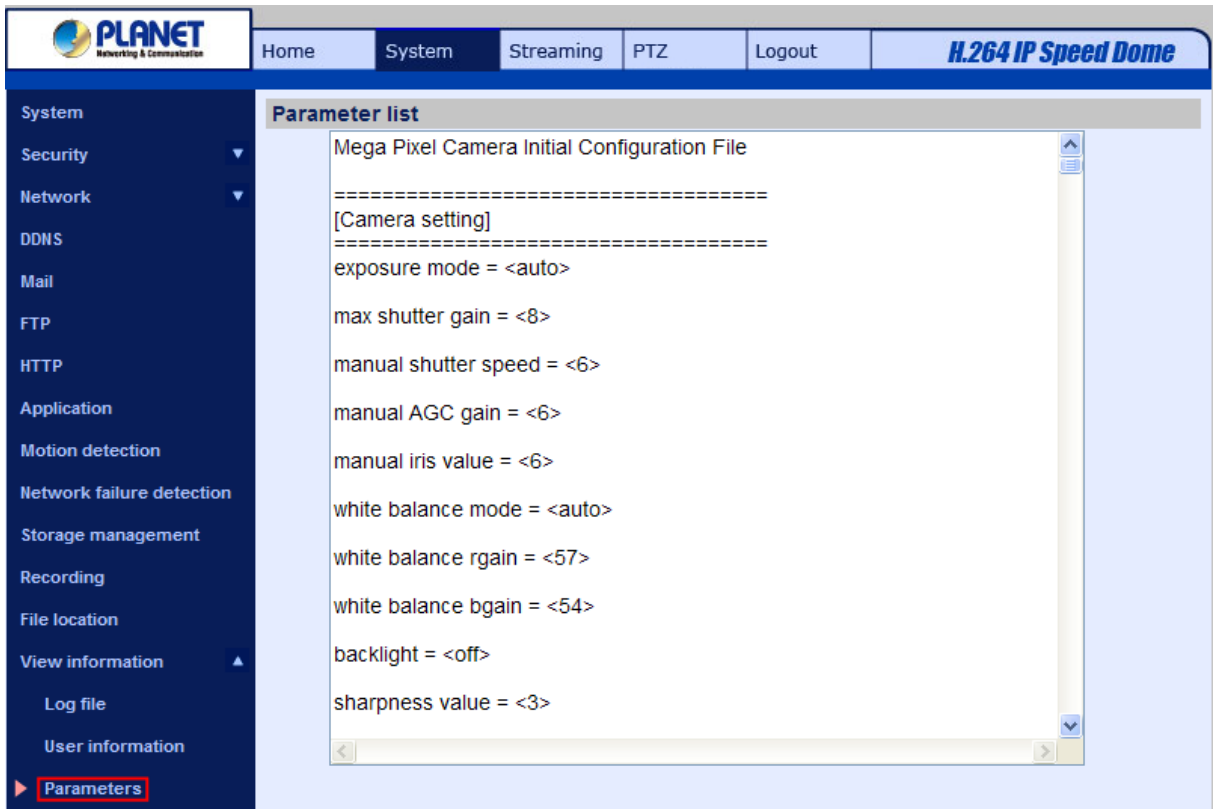 PLANET
Networking & Communication
Home
System
Streaming
PTZ
Logout
H.264 IP Speed Dome
System
Security
Network
DDNS
Mail
FTP
HTTP
Application
Motion detection
Network failure detection
Storage management
Recording
File location
View information
Log file
User information
Parameters
Parameter list
Mega Pixel Camera Initial Configuration File
====================================
[Camera setting]
====================================
exposure mode = <auto>
max shutter gain = <8>
manual shutter speed = <6>
manual AGC gain = <6>
manual iris value = <6>
white balance mode = <auto>
white balance rgain = <57>
white balance bgain = <54>
backlight = <off>
sharpness value = <3>